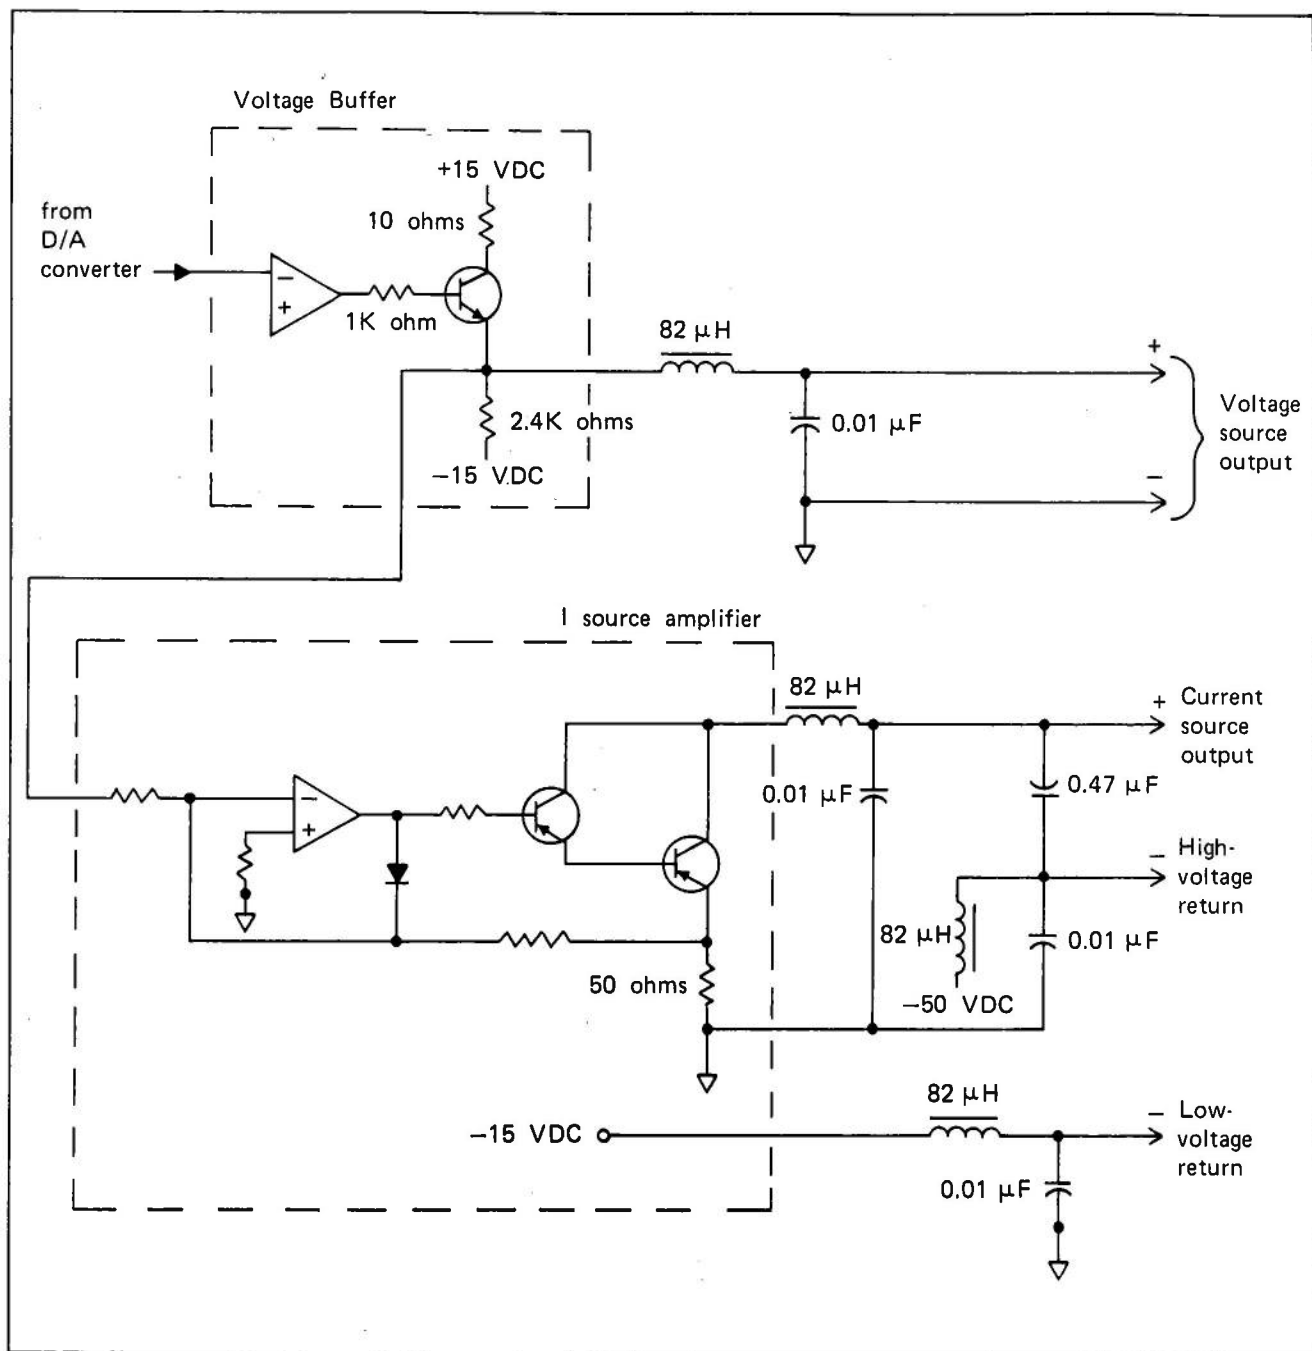 Voltage Buffer
+15 VDC
from
D/A
converter
10 ohms
−
+
1K ohm
2.4K ohms
−15 VDC
82 μH
0.01 μF
+
−
Voltage
source
output
I source amplifier
−
+
50 ohms
82 μH
0.01 μF
+ Current
source
output
0.47 μF
− High-
voltage
return
82 μH
0.01 μF
−50 VDC
−15 VDC
82 μH
0.01 μF
− Low-
voltage
return